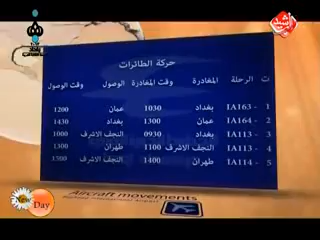 الرشيد
حركة الطائرات
ت الرحلة المغادرة وقت المغادرة الوصول وقت الوصول
1 - IA163 بغداد 1030 عمان 1200
2 - IA164 عمان 1300 بغداد 1430
3 - IA113 بغداد 0930 النجف الاشرف 1000
4 - IA113 النجف الاشرف 1100 طهران 1300
5 - IA114 طهران 1400 النجف الاشرف 1500
Aircraft movements
Day